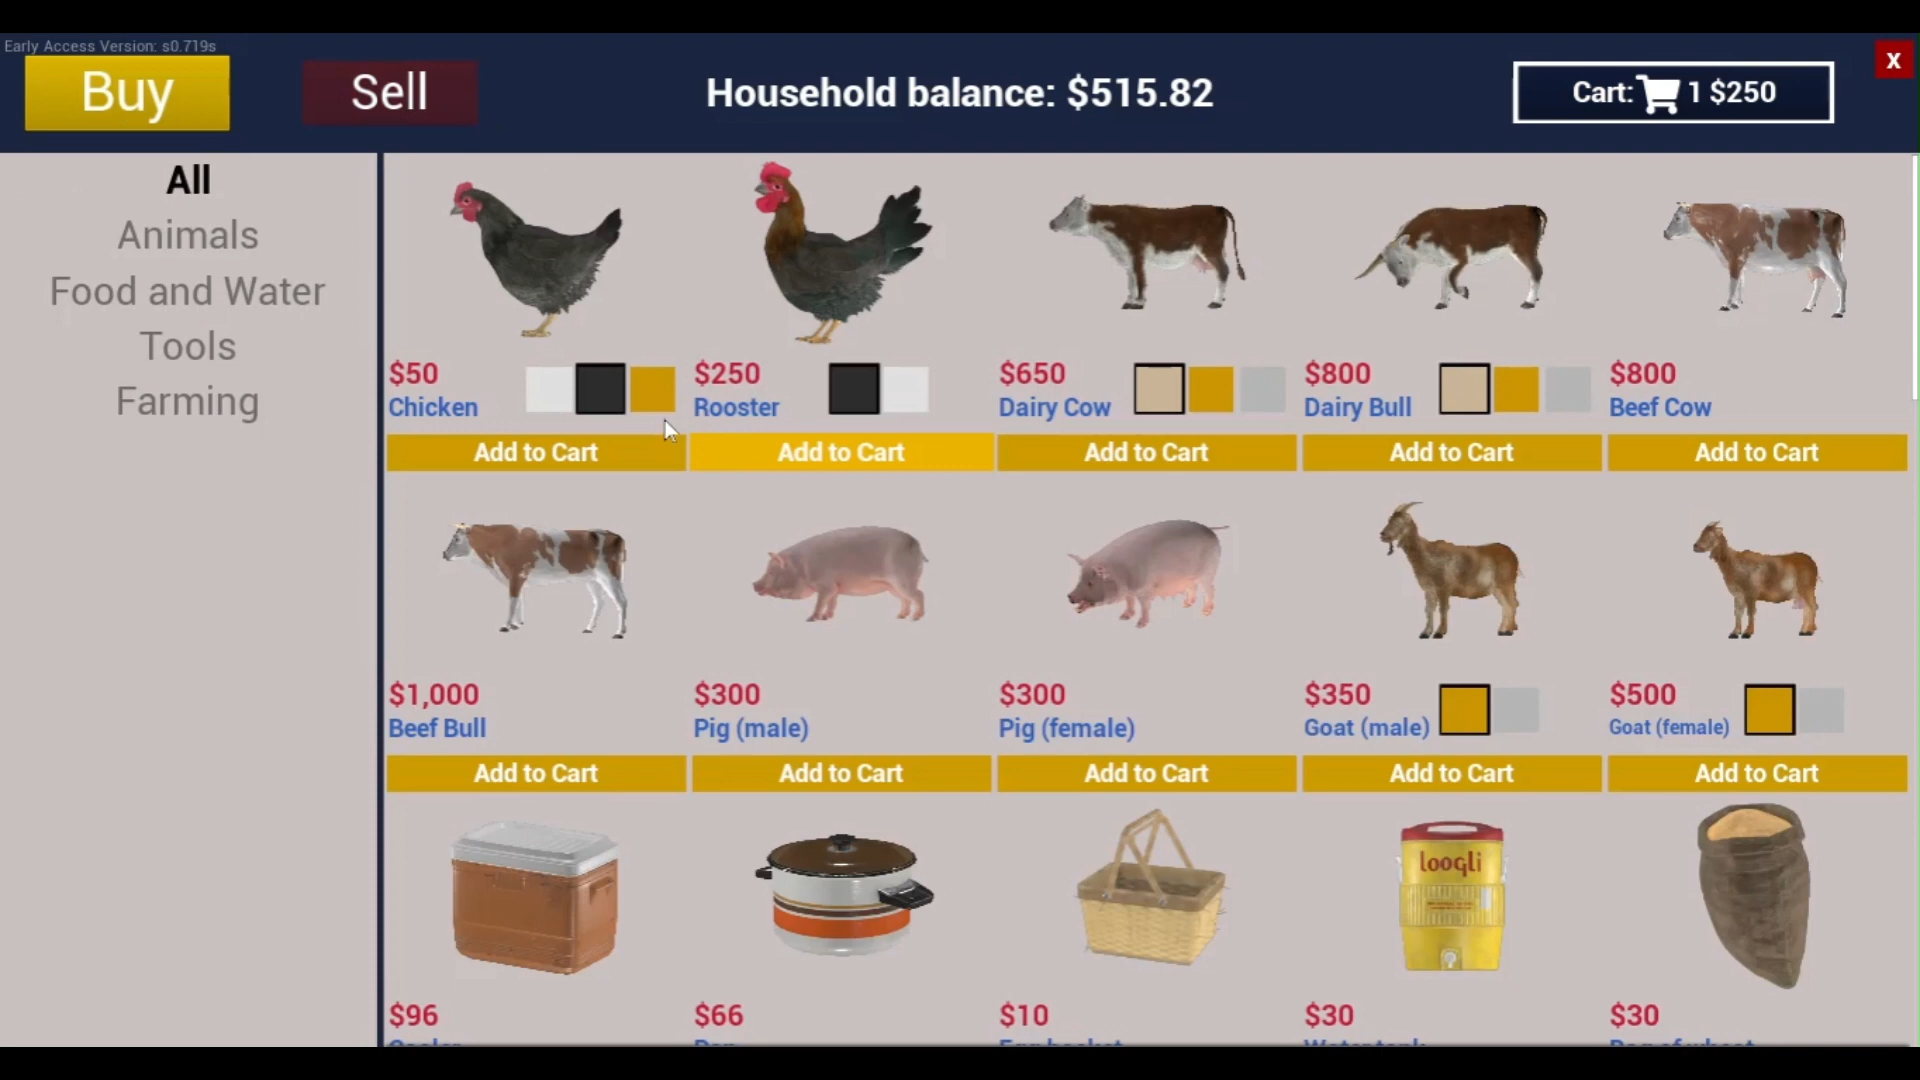 Early Access Version: s0.719s
Buy
Sell
Household balance: $515.82
Cart: 1 $250
X
All
Animals
Food and Water
Tools
Farming
$50
Chicken
$250
Rooster
$650
Dairy Cow
$800
Dairy Bull
$800
Beef Cow
Add to Cart
Add to Cart
Add to Cart
Add to Cart
Add to Cart
$1,000
Beef Bull
$300
Pig (male)
$300
Pig (female)
$350
Goat (male)
$500
Goat (female)
Add to Cart
Add to Cart
Add to Cart
Add to Cart
Add to Cart
loogli
$96
$66
$10
$30
$30